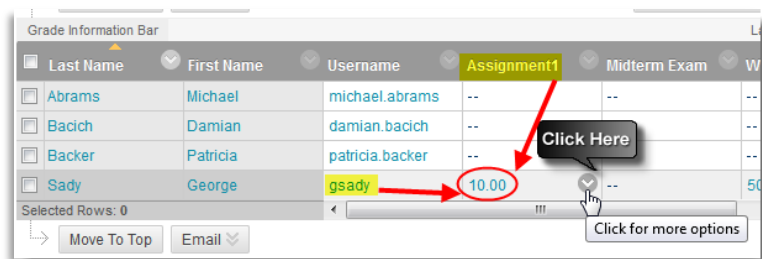 Grade Information Bar
Last Name First Name Username Assignment1 Midterm Exam
Abrams Michael michael.abrams -- -- --
Bacich Damian damian.bacich -- -- --
Backer Patricia patricia.backer -- -- --
Click Here
Sady George gsady 10.00 -- 50
Selected Rows: 0
Click for more options
Move To Top Email